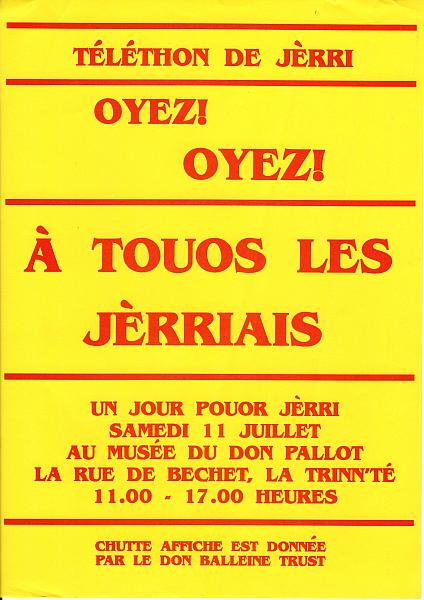 TÉLÉTHON DE JÈRRI
OYEZ!
OYEZ!
À TOUOS LES
JÈRRIAIS
UN JOUR POUOR JÈRRI
SAMEDI 11 JUILLET
AU MUSÉE DU DON PALLOT
LA RUE DE BECHET, LA TRINN'TÉ
11.00 - 17.00 HEURES
CHUTTE AFFICHE EST DONNÉE
PAR LE DON BALLEINE TRUST